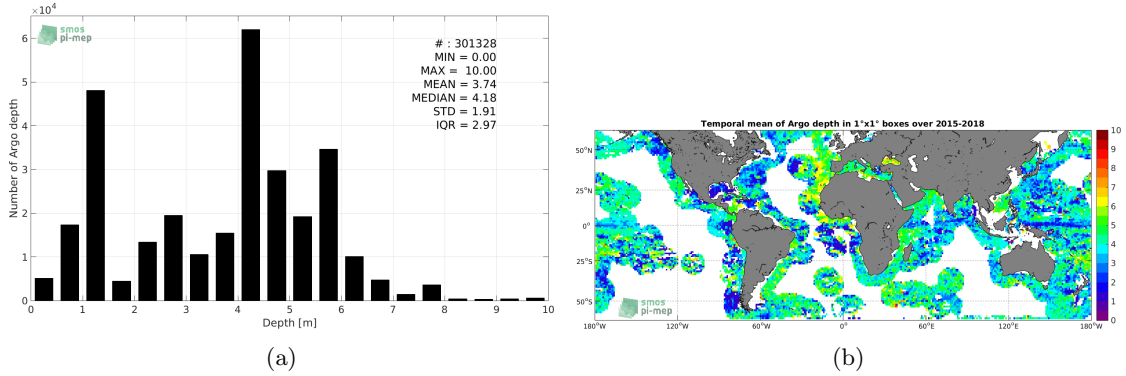 ×10⁴
smos
pi-mep
# : 301328
MIN = 0.00
MAX = 10.00
MEAN = 3.74
MEDIAN = 4.18
STD = 1.91
IQR = 2.97
Number of Argo depth
6
5
4
3
2
1
0
0 1 2 3 4 5 6 7 8 9 10
Depth [m]
(a)
Temporal mean of Argo depth in 1°x1° boxes over 2015-2018
50°N
25°N
0°
25°S
50°S
180°W 120°W 60°W 0° 60°E 120°E 180°W
smos
pi-mep
10
9
8
7
6
5
4
3
2
1
0
(b)